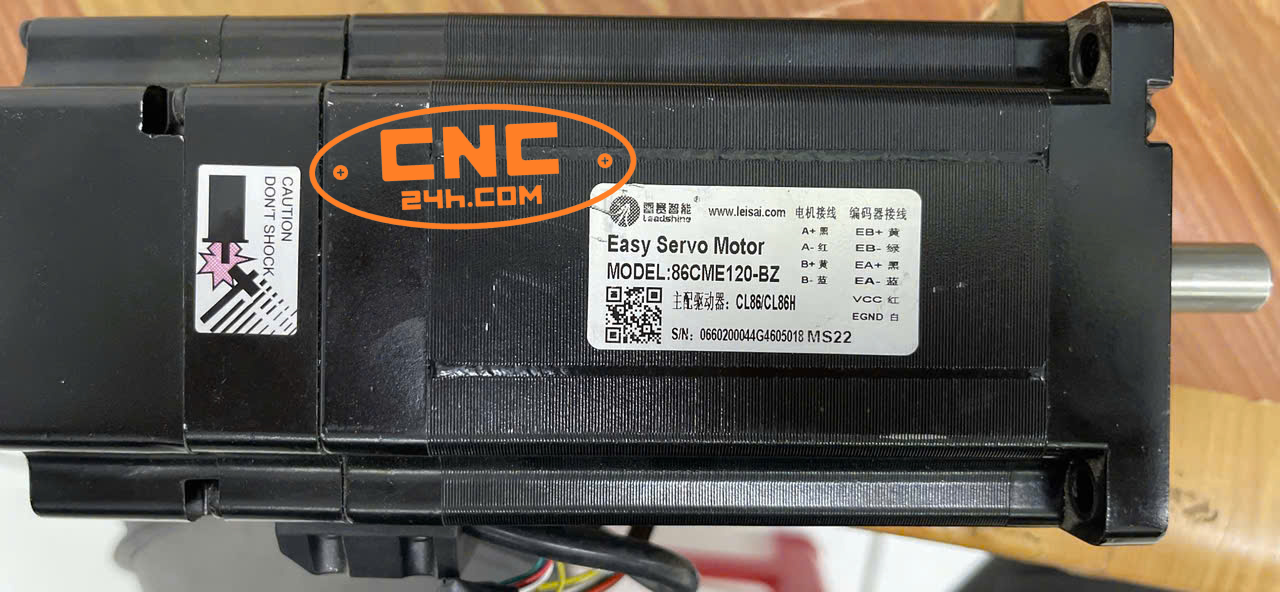 CNC
24h.COM
CAUTION
DON'T SHOCK
雷赛智能®
Leadshine
www.leisai.com
Easy Servo Motor
MODEL:86CME120-BZ
主配驱动器：CL86/CL86H
S/N：0660200044G4605018 MS22
电机接线
A+ 黑
A- 红
B+ 黄
B- 蓝
编码器接线
EB+ 黄
EB- 绿
EA+ 黑
EA- 蓝
VCC 红
EGND 白